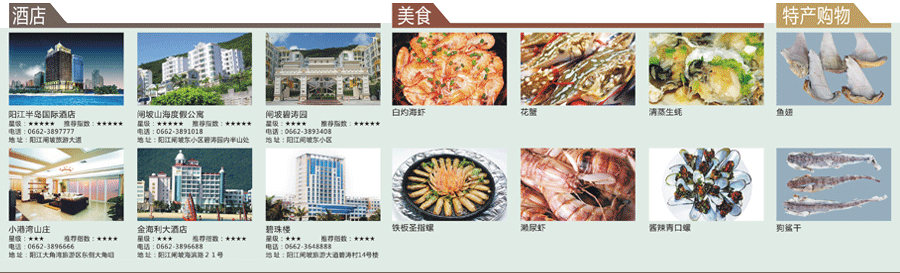 酒店
阳江半岛国际酒店
星级：★★★★★ 推荐指数：★★★★★
电话：0662-3897777
地址：阳江闸坡旅游大道
闸坡山海度假公寓
星级：★★★★ 推荐指数：★★★★★
电话：0662-3891018
地址：阳江闸坡东小区碧涛园内半山处
闸坡碧涛园
星级：★★★ 推荐指数：★★★★★
电话：0662-3893408
地址：阳江闸坡东小区
小港湾山庄
星级：★★★ 推荐指数：★★★★
电话：0662-3896666
地址：阳江大角湾旅游区东侧大角咀
金海利大酒店
星级：★★★ 推荐指数：★★★★
电话：0662-3896688
地址：阳江闸坡海滨路２１号
碧珠楼
星级：★★★ 推荐指数：★★★★
电话：0662-3648888
地址：阳江闸坡旅游大道碧涛村14号楼
美食
白灼海虾
花蟹
清蒸生蚝
铁板圣指螺
濑尿虾
酱辣青口螺
特产购物
鱼翅
狗鲨干